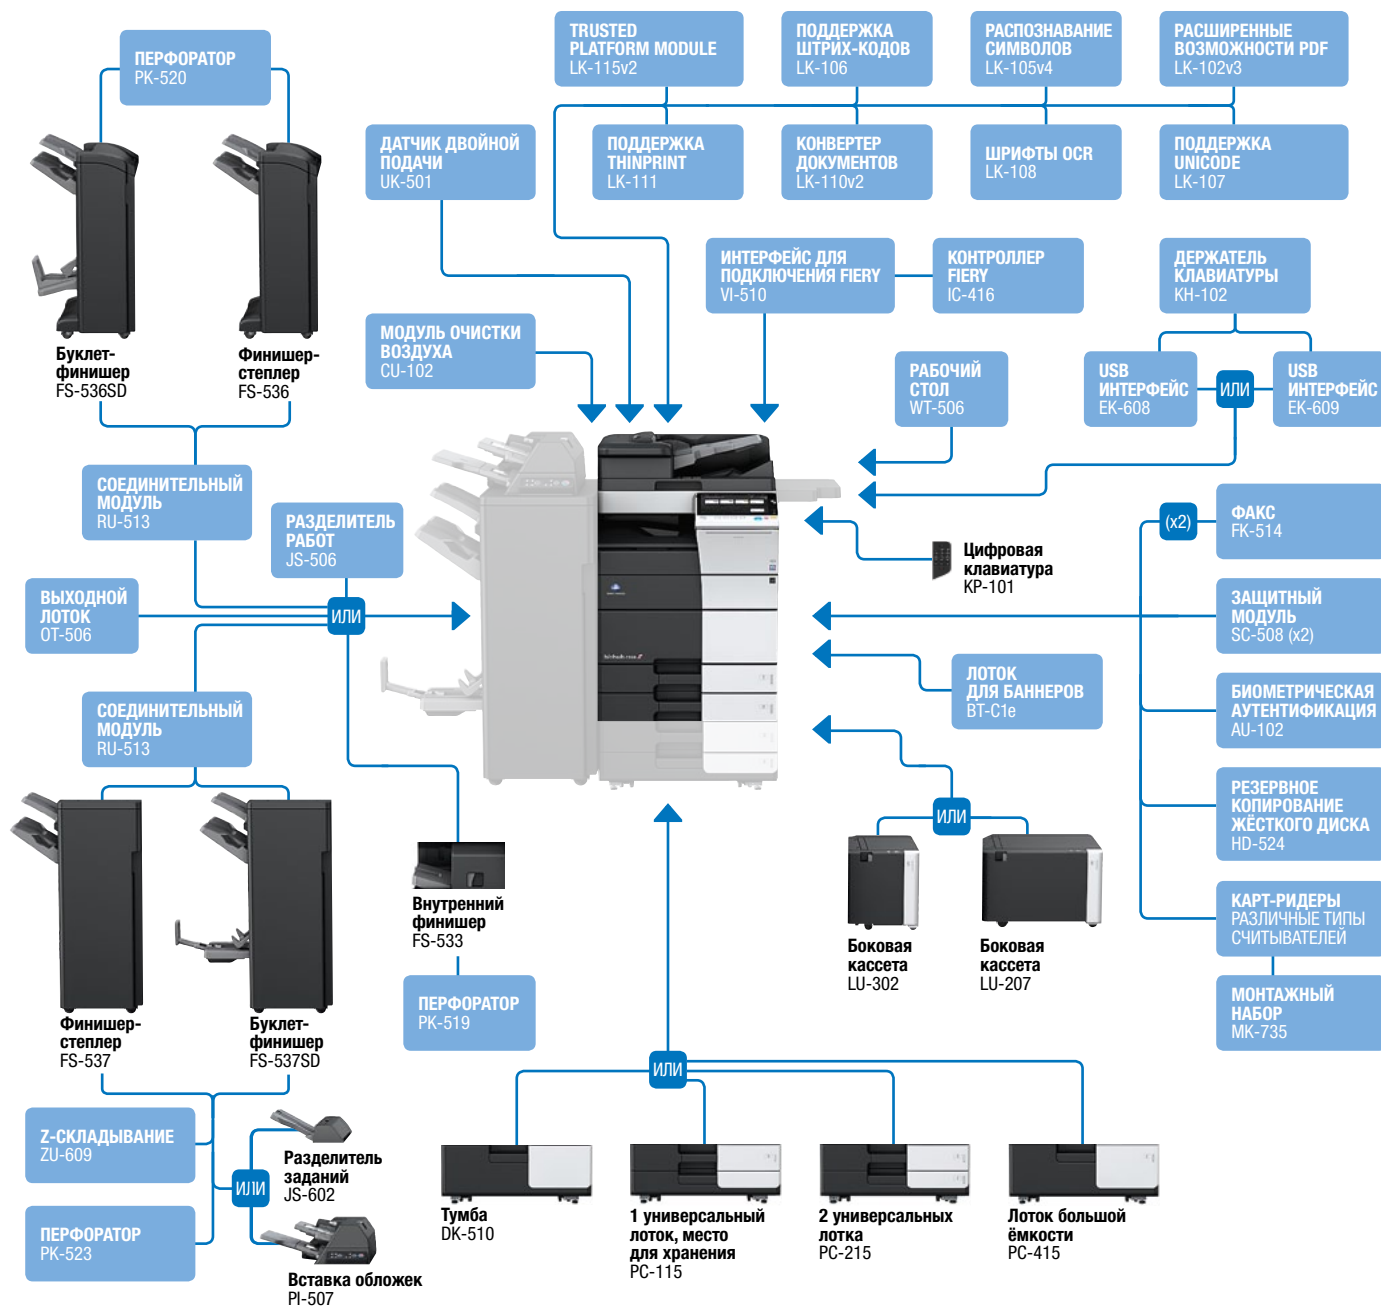 TRUSTED
PLATFORM MODULE
LK-115v2
ПОДДЕРЖКА
ШТРИХ-КОДОВ
LK-106
РАСПОЗНАВАНИЕ
СИМВОЛОВ
LK-105v4
РАСШИРЕННЫЕ
ВОЗМОЖНОСТИ PDF
LK-102v3
ПЕРФОРАТОР
PK-520
ДАТЧИК ДВОЙНОЙ
ПОДАЧИ
UK-501
ПОДДЕРЖКА
THINPRINT
LK-111
КОНВЕРТЕР
ДОКУМЕНТОВ
LK-110v2
ШРИФТЫ OCR
LK-108
ПОДДЕРЖКА
UNICODE
LK-107
ИНТЕРФЕЙС ДЛЯ
ПОДКЛЮЧЕНИЯ FIERY
VI-510
КОНТРОЛЛЕР
FIERY
IC-416
ДЕРЖАТЕЛЬ
КЛАВИАТУРЫ
KH-102
МОДУЛЬ ОЧИСТКИ
ВОЗДУХА
CU-102
Буклет-
финишер
FS-536SD
Финишер-
степлер
FS-536
РАБОЧИЙ
СТОЛ
WT-506
USB
ИНТЕРФЕЙС
EK-608
ИЛИ
USB
ИНТЕРФЕЙС
EK-609
СОЕДИНИТЕЛЬНЫЙ
МОДУЛЬ
RU-513
РАЗДЕЛИТЕЛЬ
РАБОТ
JS-506
(x2)
ФАКС
FK-514
Цифровая
клавиатура
KP-101
ВЫХОДНОЙ
ЛОТОК
OT-506
ИЛИ
ЗАЩИТНЫЙ
МОДУЛЬ
SC-508 (x2)
ЛОТОК
ДЛЯ БАННЕРОВ
BT-C1e
БИОМЕТРИЧЕСКАЯ
АУТЕНТИФИКАЦИЯ
AU-102
СОЕДИНИТЕЛЬНЫЙ
МОДУЛЬ
RU-513
РЕЗЕРВНОЕ
КОПИРОВАНИЕ
ЖЁСТКОГО ДИСКА
HD-524
ИЛИ
Внутренний
финишер
FS-533
КАРТ-РИДЕРЫ
РАЗЛИЧНЫЕ ТИПЫ
СЧИТЫВАТЕЛЕЙ
Боковая
кассета
LU-302
Боковая
кассета
LU-207
МОНТАЖНЫЙ
НАБОР
MK-735
ПЕРФОРАТОР
PK-519
Финишер-
степлер
FS-537
Буклет-
финишер
FS-537SD
ИЛИ
Z-СКЛАДЫВАНИЕ
ZU-609
Разделитель
заданий
JS-602
ИЛИ
ПЕРФОРАТОР
PK-523
Вставка обложек
PI-507
Тумба
DK-510
1 универсальный
лоток, место
для хранения
PC-115
2 универсальных
лотка
PC-215
Лоток большой
ёмкости
PC-415